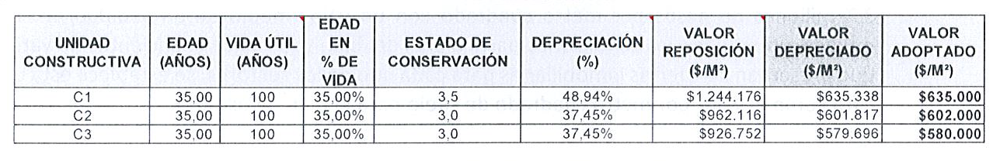 UNIDAD CONSTRUCTIVA | EDAD (AÑOS) | VIDA ÚTIL (AÑOS) | EDAD EN % DE VIDA | ESTADO DE CONSERVACIÓN | DEPRECIACIÓN (%) | VALOR REPOSICIÓN ($/M²) | VALOR DEPRECIADO ($/M²) | VALOR ADOPTADO ($/M²)
C1 | 35,00 | 100 | 35,00% | 3,5 | 48,94% | $1.244.176 | $635.338 | $635.000
C2 | 35,00 | 100 | 35,00% | 3,0 | 37,45% | $962.116 | $601.817 | $602.000
C3 | 35,00 | 100 | 35,00% | 3,0 | 37,45% | $926.752 | $579.696 | $580.000